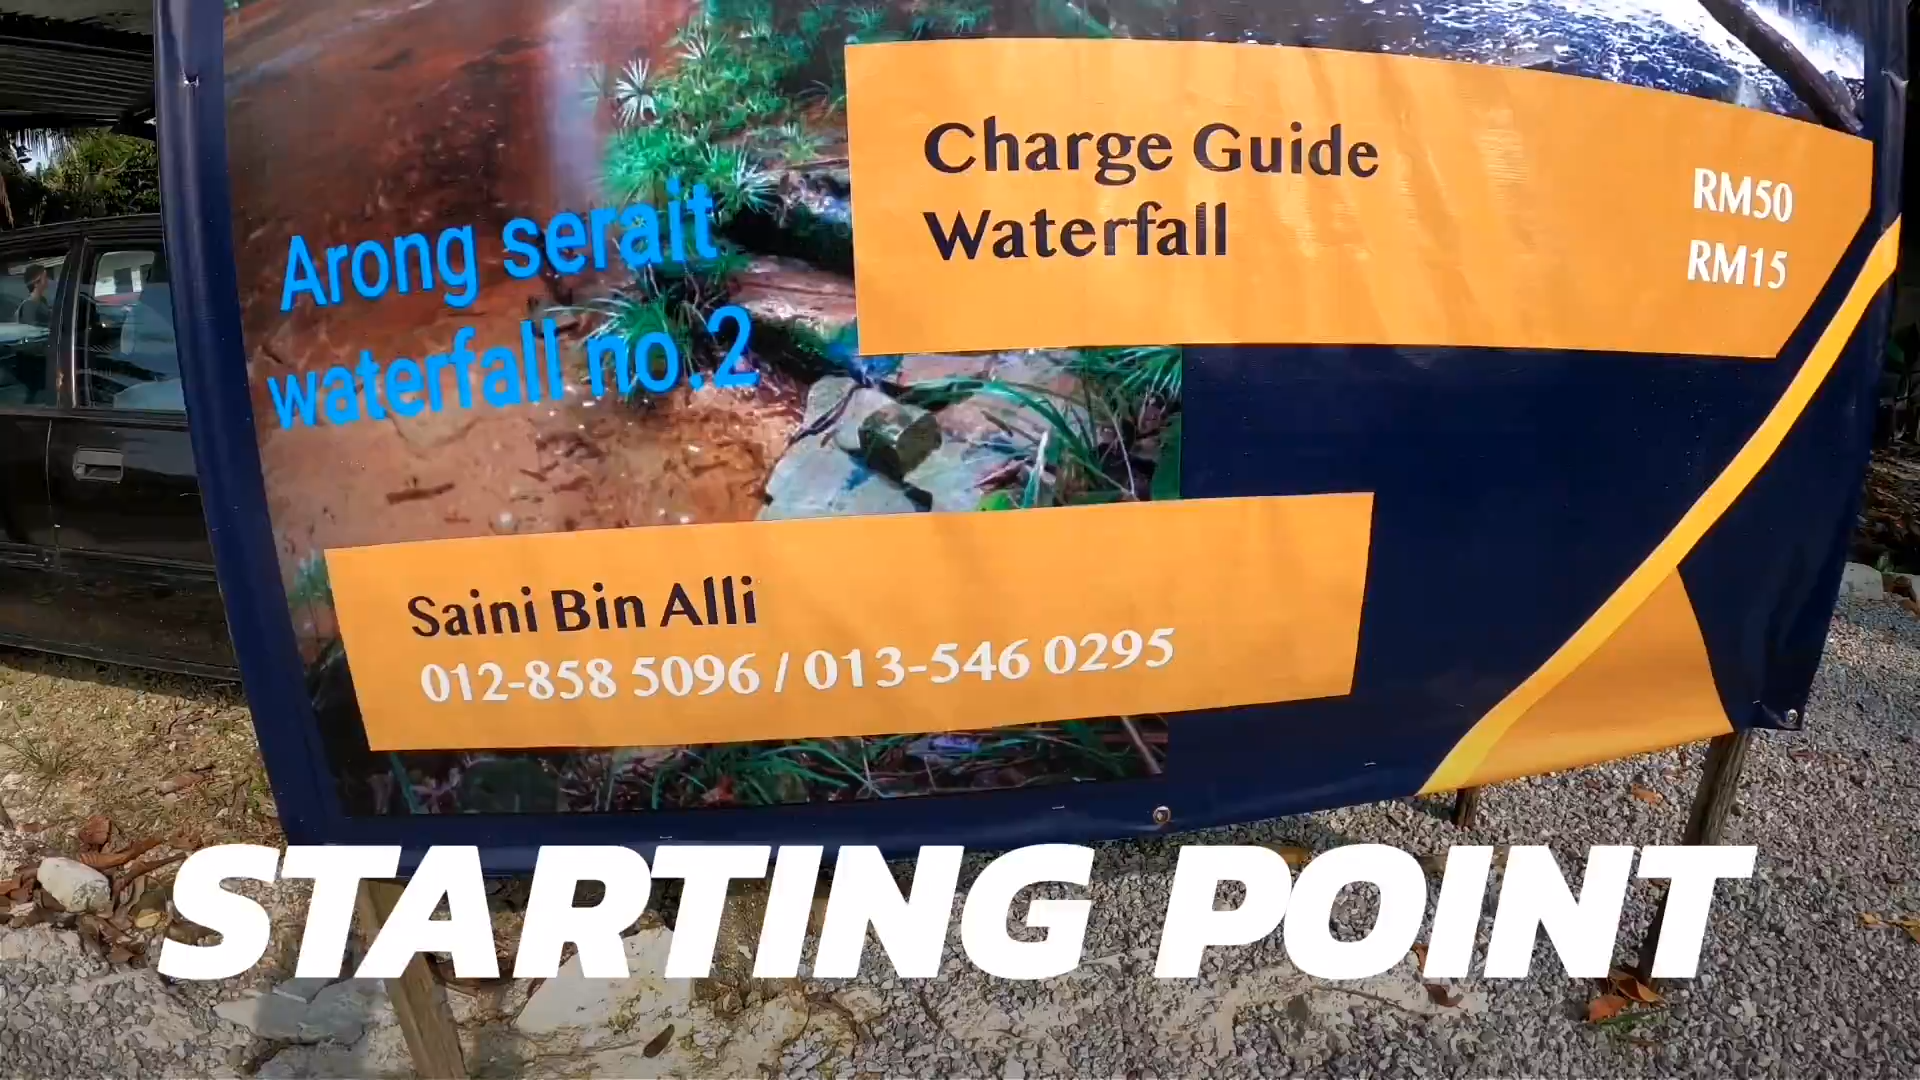 Charge Guide RM50
Waterfall RM15
Arong serait
waterfall no.2
Saini Bin Alli
012-858 5096 / 013-546 0295
STARTING POINT